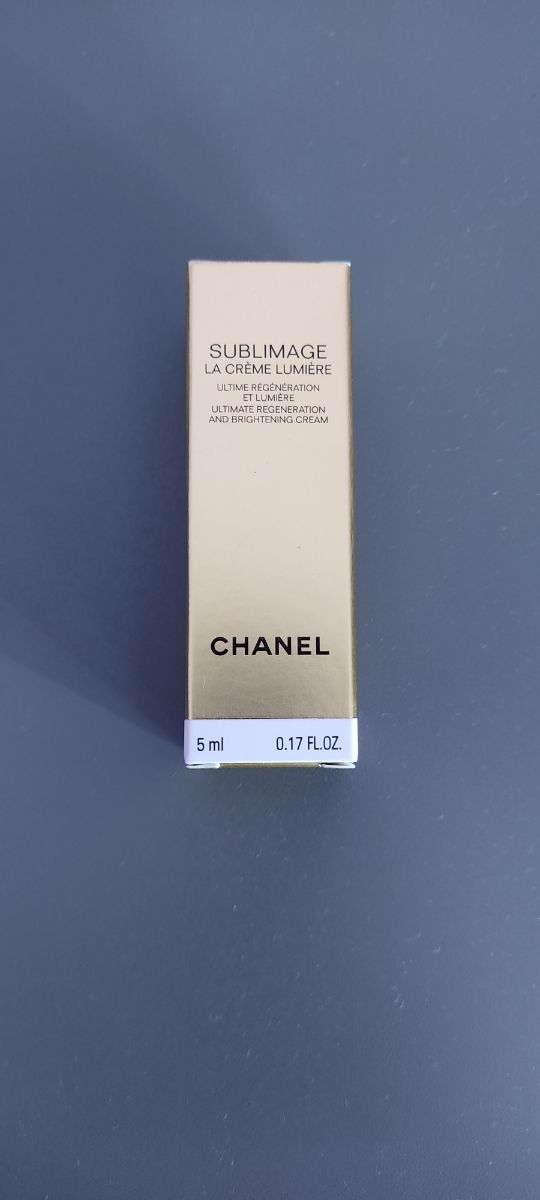 SUBLIMAGE
LA CRÈME LUMIÈRE
ULTIME RÉGÉNÉRATION
ET LUMIÈRE
ULTIMATE REGENERATION
AND BRIGHTENING CREAM
CHANEL
5 ml 0.17 FL.OZ.